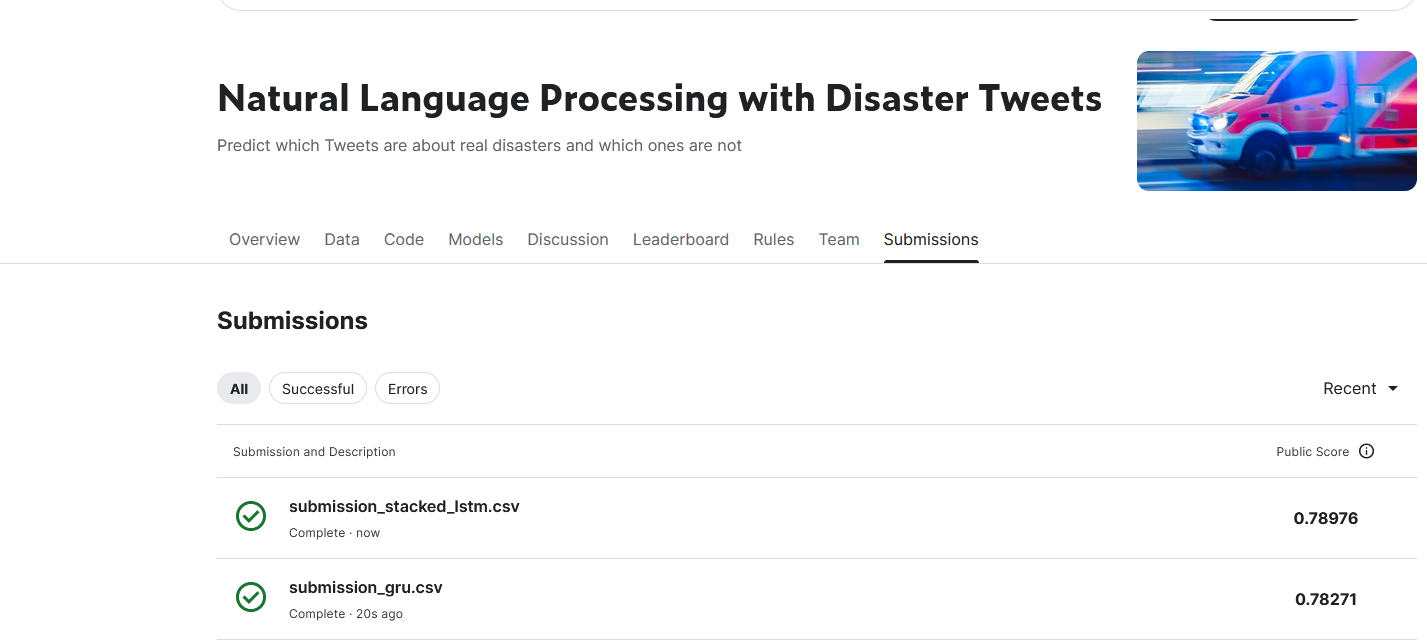 Natural Language Processing with Disaster Tweets
Predict which Tweets are about real disasters and which ones are not
Overview Data Code Models Discussion Leaderboard Rules Team Submissions
Submissions
All Successful Errors Recent
Submission and Description Public Score
submission_stacked_lstm.csv
Complete · now
0.78976
submission_gru.csv
Complete · 20s ago
0.78271